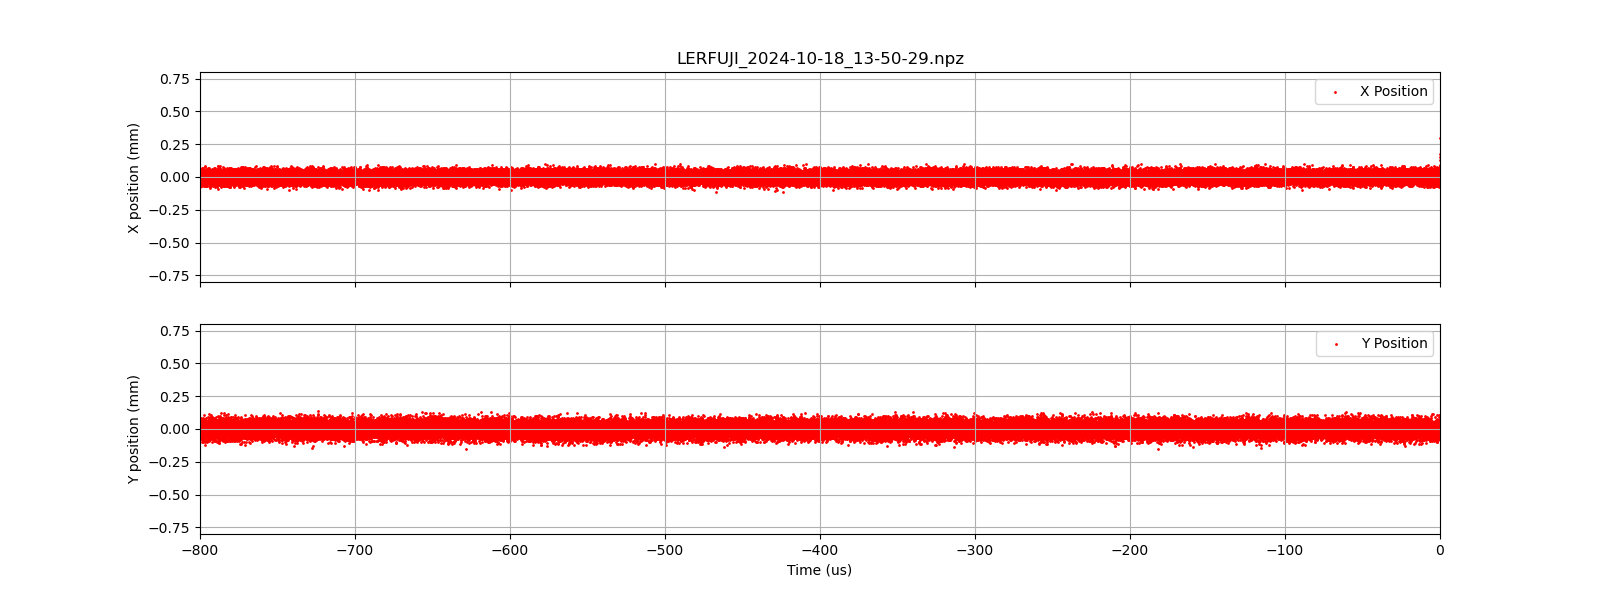 LERFUJI_2024-10-18_13-50-29.npz
0.75
0.50
0.25
0.00
−0.25
−0.50
−0.75
X position (mm)
X Position
0.75
0.50
0.25
0.00
−0.25
−0.50
−0.75
Y position (mm)
Y Position
−800 −700 −600 −500 −400 −300 −200 −100 0
Time (us)